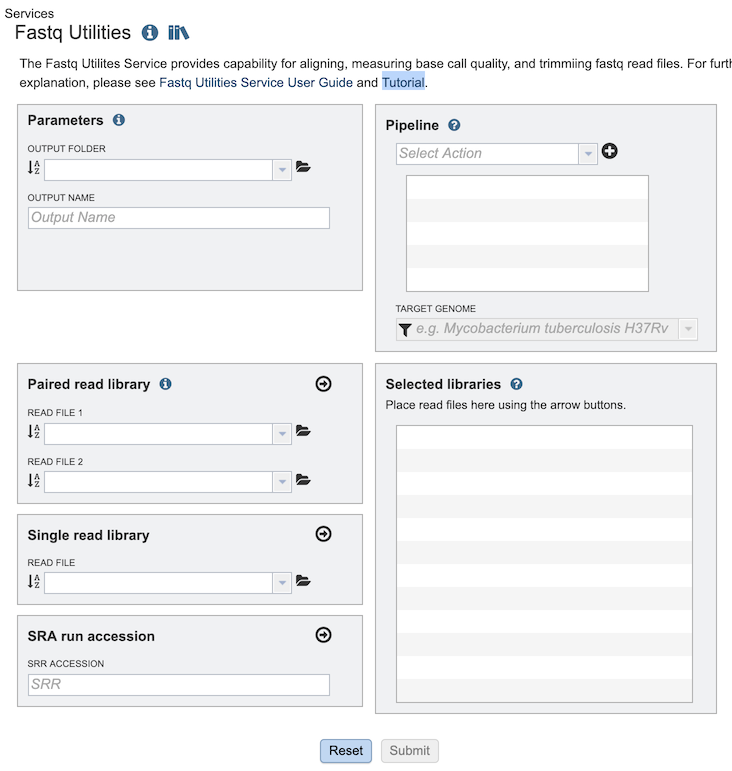 Services
Fastq Utilities
The Fastq Utilites Service provides capability for aligning, measuring base call quality, and trimmiing fastq read files. For
explanation, please see Fastq Utilities Service User Guide and Tutorial.
Parameters
OUTPUT FOLDER
OUTPUT NAME
Output Name
Pipeline
Select Action
TARGET GENOME
e.g. Mycobacterium tuberculosis H37Rv
Paired read library
READ FILE 1
READ FILE 2
Single read library
READ FILE
SRA run accession
SRR ACCESSION
SRR
Selected libraries
Place read files here using the arrow buttons.
Reset
Submit